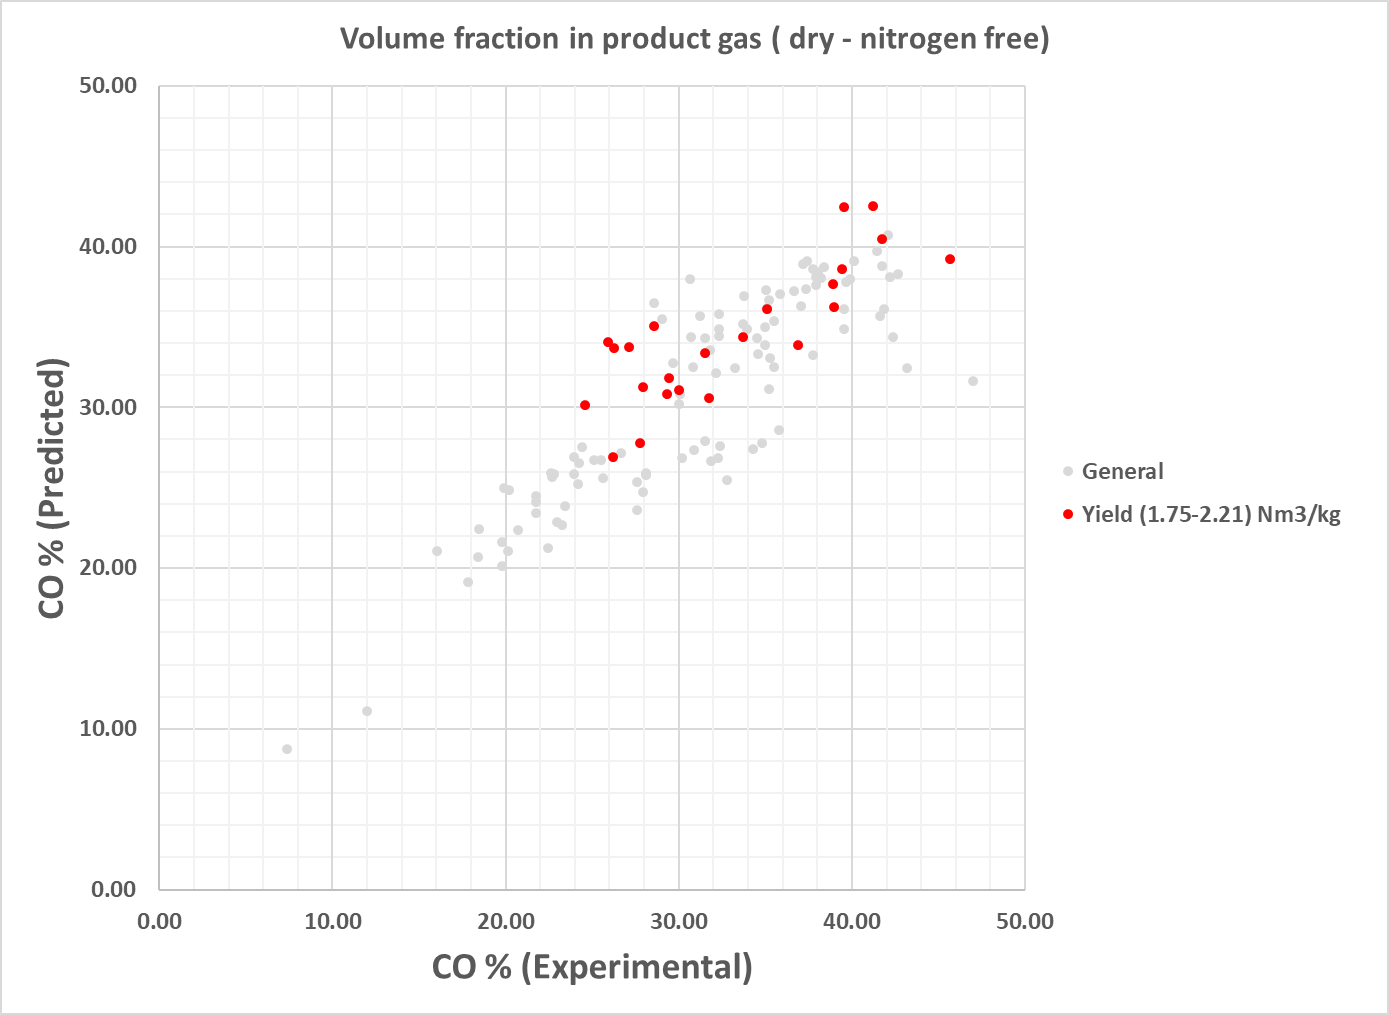 Volume fraction in product gas ( dry - nitrogen free)
50.00
40.00
30.00
20.00
10.00
0.00
CO % (Predicted)
0.00 10.00 20.00 30.00 40.00 50.00
CO % (Experimental)
General
Yield (1.75-2.21) Nm3/kg